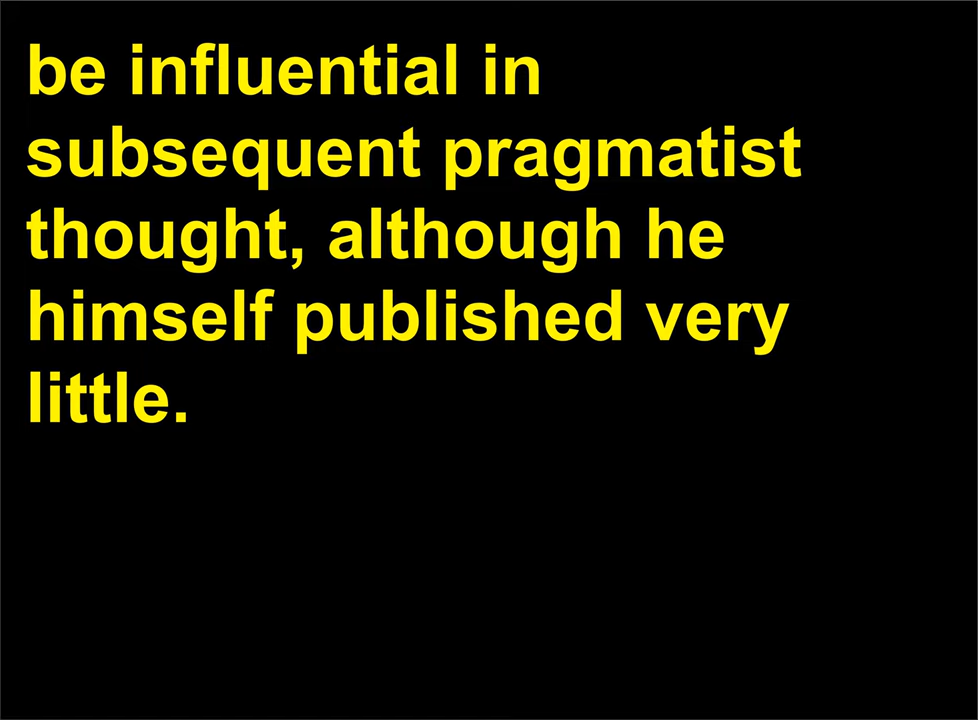 be influential in
subsequent pragmatist
thought, although he
himself published very
little.